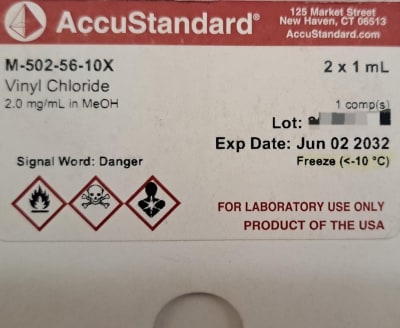 AccuStandard®
125 Market Street
New Haven, CT 06513
AccuStandard.com
M-502-56-10X
2 x 1 mL
Vinyl Chloride
2.0 mg/mL in MeOH
1 comp(s)
Lot:
Exp Date: Jun 02 2032
Freeze (<-10 °C)
Signal Word: Danger
FOR LABORATORY USE ONLY
PRODUCT OF THE USA